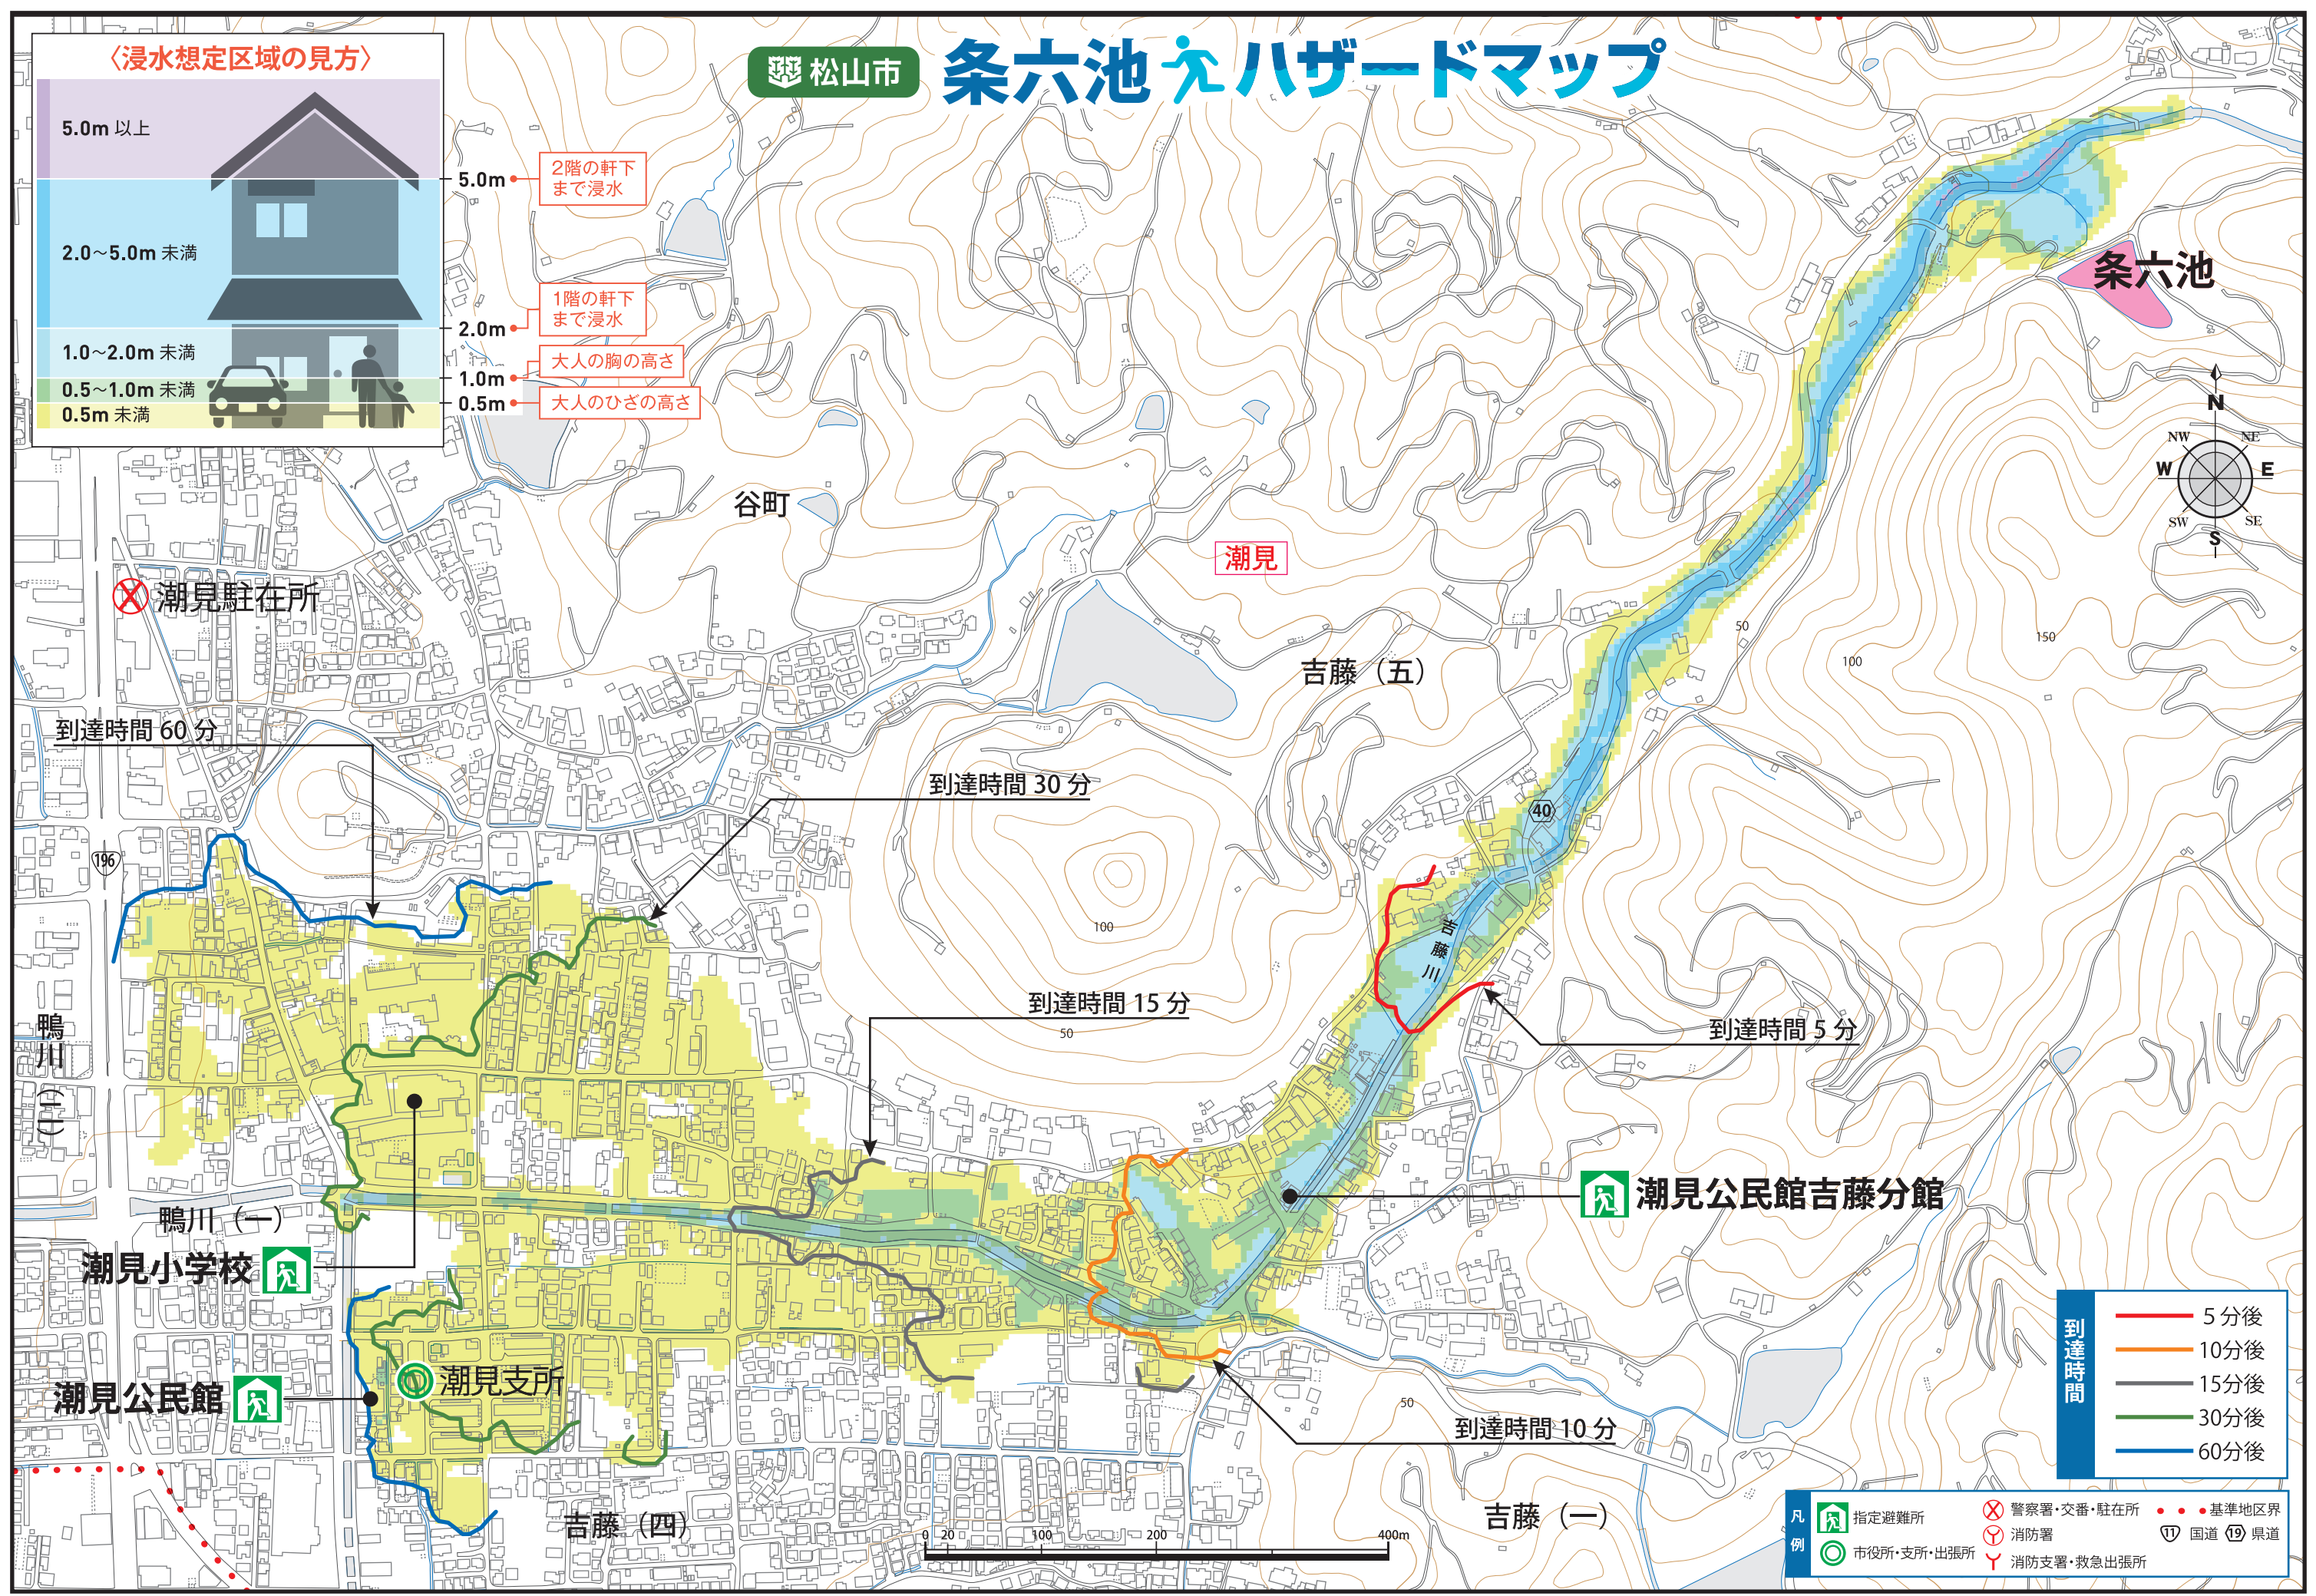 〈浸水想定区域の見方〉
5.0m 以上
2.0～5.0m 未満
1.0～2.0m 未満
0.5～1.0m 未満
0.5m 未満
5.0m
2階の軒下
まで浸水
2.0m
1階の軒下
まで浸水
1.0m
大人の胸の高さ
0.5m
大人のひざの高さ
松山市
条六池ハザードマップ
条六池
N
NW
NE
W
E
SW
SE
S
谷町
潮見
潮見駐在所
吉藤（五）
50
100
150
到達時間 60 分
到達時間 30 分
40
196
100
吉藤川
到達時間 15 分
50
到達時間 5 分
鴨川（二）
潮見公民館吉藤分館
鴨川（一）
潮見小学校
潮見支所
潮見公民館
50
到達時間 10 分
吉藤（四）
吉藤（一）
0 20 100 200 400m
到達時間
5 分後
10分後
15分後
30分後
60分後
凡例
指定避難所
市役所・支所・出張所
警察署・交番・駐在所
消防署
消防支署・救急出張所
基準地区界
11 国道 19 県道